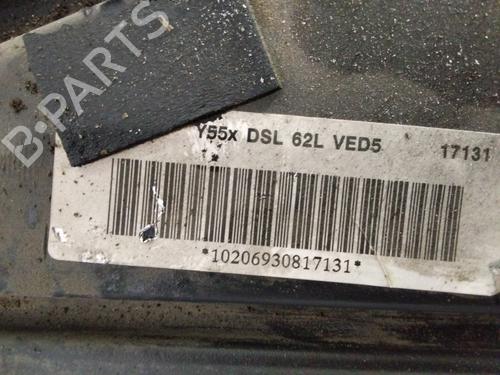 B-PARTS
Y55x DSL 62L VED5 17131
*10206930817131*